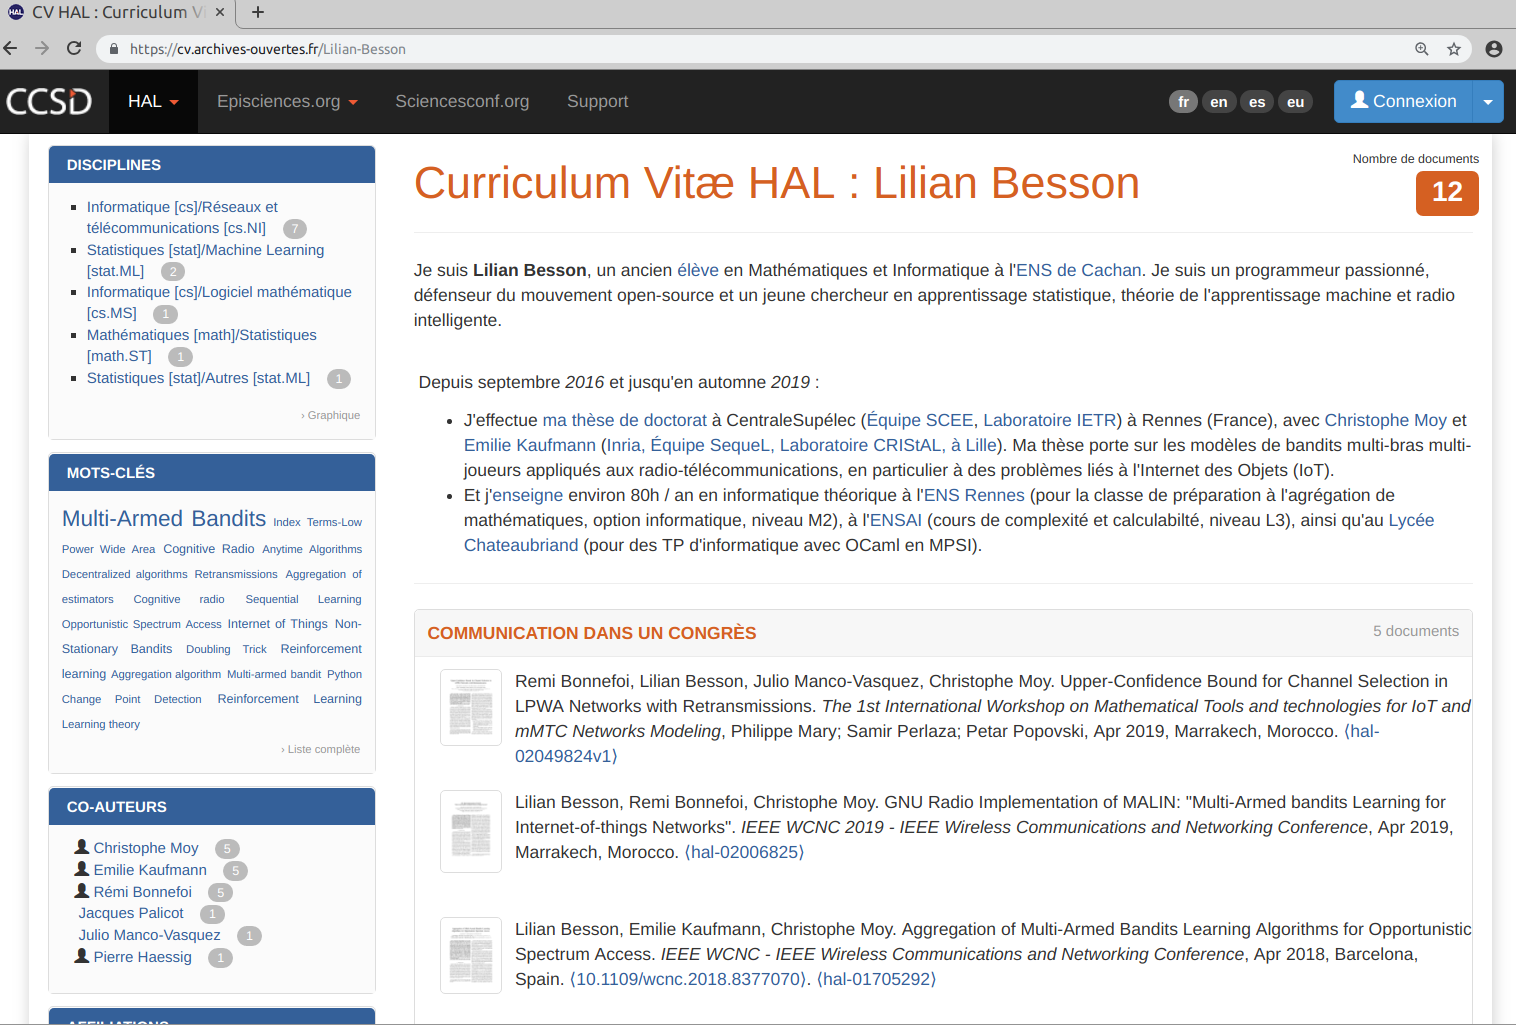 HAL CV HAL : Curriculum Vi
https://cv.archives-ouvertes.fr/Lilian-Besson
CCSD HAL Episciences.org Sciencesconf.org Support fr en es eu Connexion
DISCIPLINES
Informatique [cs]/Réseaux et
télécommunications [cs.NI] 7
Statistiques [stat]/Machine Learning
[stat.ML] 2
Informatique [cs]/Logiciel mathématique
[cs.MS] 1
Mathématiques [math]/Statistiques
[math.ST] 1
Statistiques [stat]/Autres [stat.ML] 1
› Graphique
MOTS-CLÉS
Multi-Armed Bandits Index Terms-Low
Power Wide Area Cognitive Radio Anytime Algorithms
Decentralized algorithms Retransmissions Aggregation of
estimators Cognitive radio Sequential Learning
Opportunistic Spectrum Access Internet of Things Non-
Stationary Bandits Doubling Trick Reinforcement
learning Aggregation algorithm Multi-armed bandit Python
Change Point Detection Reinforcement Learning
Learning theory
› Liste complète
CO-AUTEURS
Christophe Moy 5
Emilie Kaufmann 5
Rémi Bonnefoi 5
Jacques Palicot 1
Julio Manco-Vasquez 1
Pierre Haessig 1
AFFILIATIONS
Curriculum Vitæ HAL : Lilian Besson
Nombre de documents
12
Je suis Lilian Besson, un ancien élève en Mathématiques et Informatique à l'ENS de Cachan. Je suis un programmeur passionné,
défenseur du mouvement open-source et un jeune chercheur en apprentissage statistique, théorie de l'apprentissage machine et radio
intelligente.
Depuis septembre 2016 et jusqu'en automne 2019 :
J'effectue ma thèse de doctorat à CentraleSupélec (Équipe SCEE, Laboratoire IETR) à Rennes (France), avec Christophe Moy et
Emilie Kaufmann (Inria, Équipe SequeL, Laboratoire CRIStAL, à Lille). Ma thèse porte sur les modèles de bandits multi-bras multi-
joueurs appliqués aux radio-télécommunications, en particulier à des problèmes liés à l'Internet des Objets (IoT).
Et j'enseigne environ 80h / an en informatique théorique à l'ENS Rennes (pour la classe de préparation à l'agrégation de
mathématiques, option informatique, niveau M2), à l'ENSAI (cours de complexité et calculabilté, niveau L3), ainsi qu'au Lycée
Chateaubriand (pour des TP d'informatique avec OCaml en MPSI).
COMMUNICATION DANS UN CONGRÈS 5 documents
Remi Bonnefoi, Lilian Besson, Julio Manco-Vasquez, Christophe Moy. Upper-Confidence Bound for Channel Selection in
LPWA Networks with Retransmissions. The 1st International Workshop on Mathematical Tools and technologies for IoT and
mMTC Networks Modeling, Philippe Mary; Samir Perlaza; Petar Popovski, Apr 2019, Marrakech, Morocco. ⟨hal-
02049824v1⟩
Lilian Besson, Remi Bonnefoi, Christophe Moy. GNU Radio Implementation of MALIN: "Multi-Armed bandits Learning for
Internet-of-things Networks". IEEE WCNC 2019 - IEEE Wireless Communications and Networking Conference, Apr 2019,
Marrakech, Morocco. ⟨hal-02006825⟩
Lilian Besson, Emilie Kaufmann, Christophe Moy. Aggregation of Multi-Armed Bandits Learning Algorithms for Opportunistic
Spectrum Access. IEEE WCNC - IEEE Wireless Communications and Networking Conference, Apr 2018, Barcelona,
Spain. ⟨10.1109/wcnc.2018.8377070⟩. ⟨hal-01705292⟩